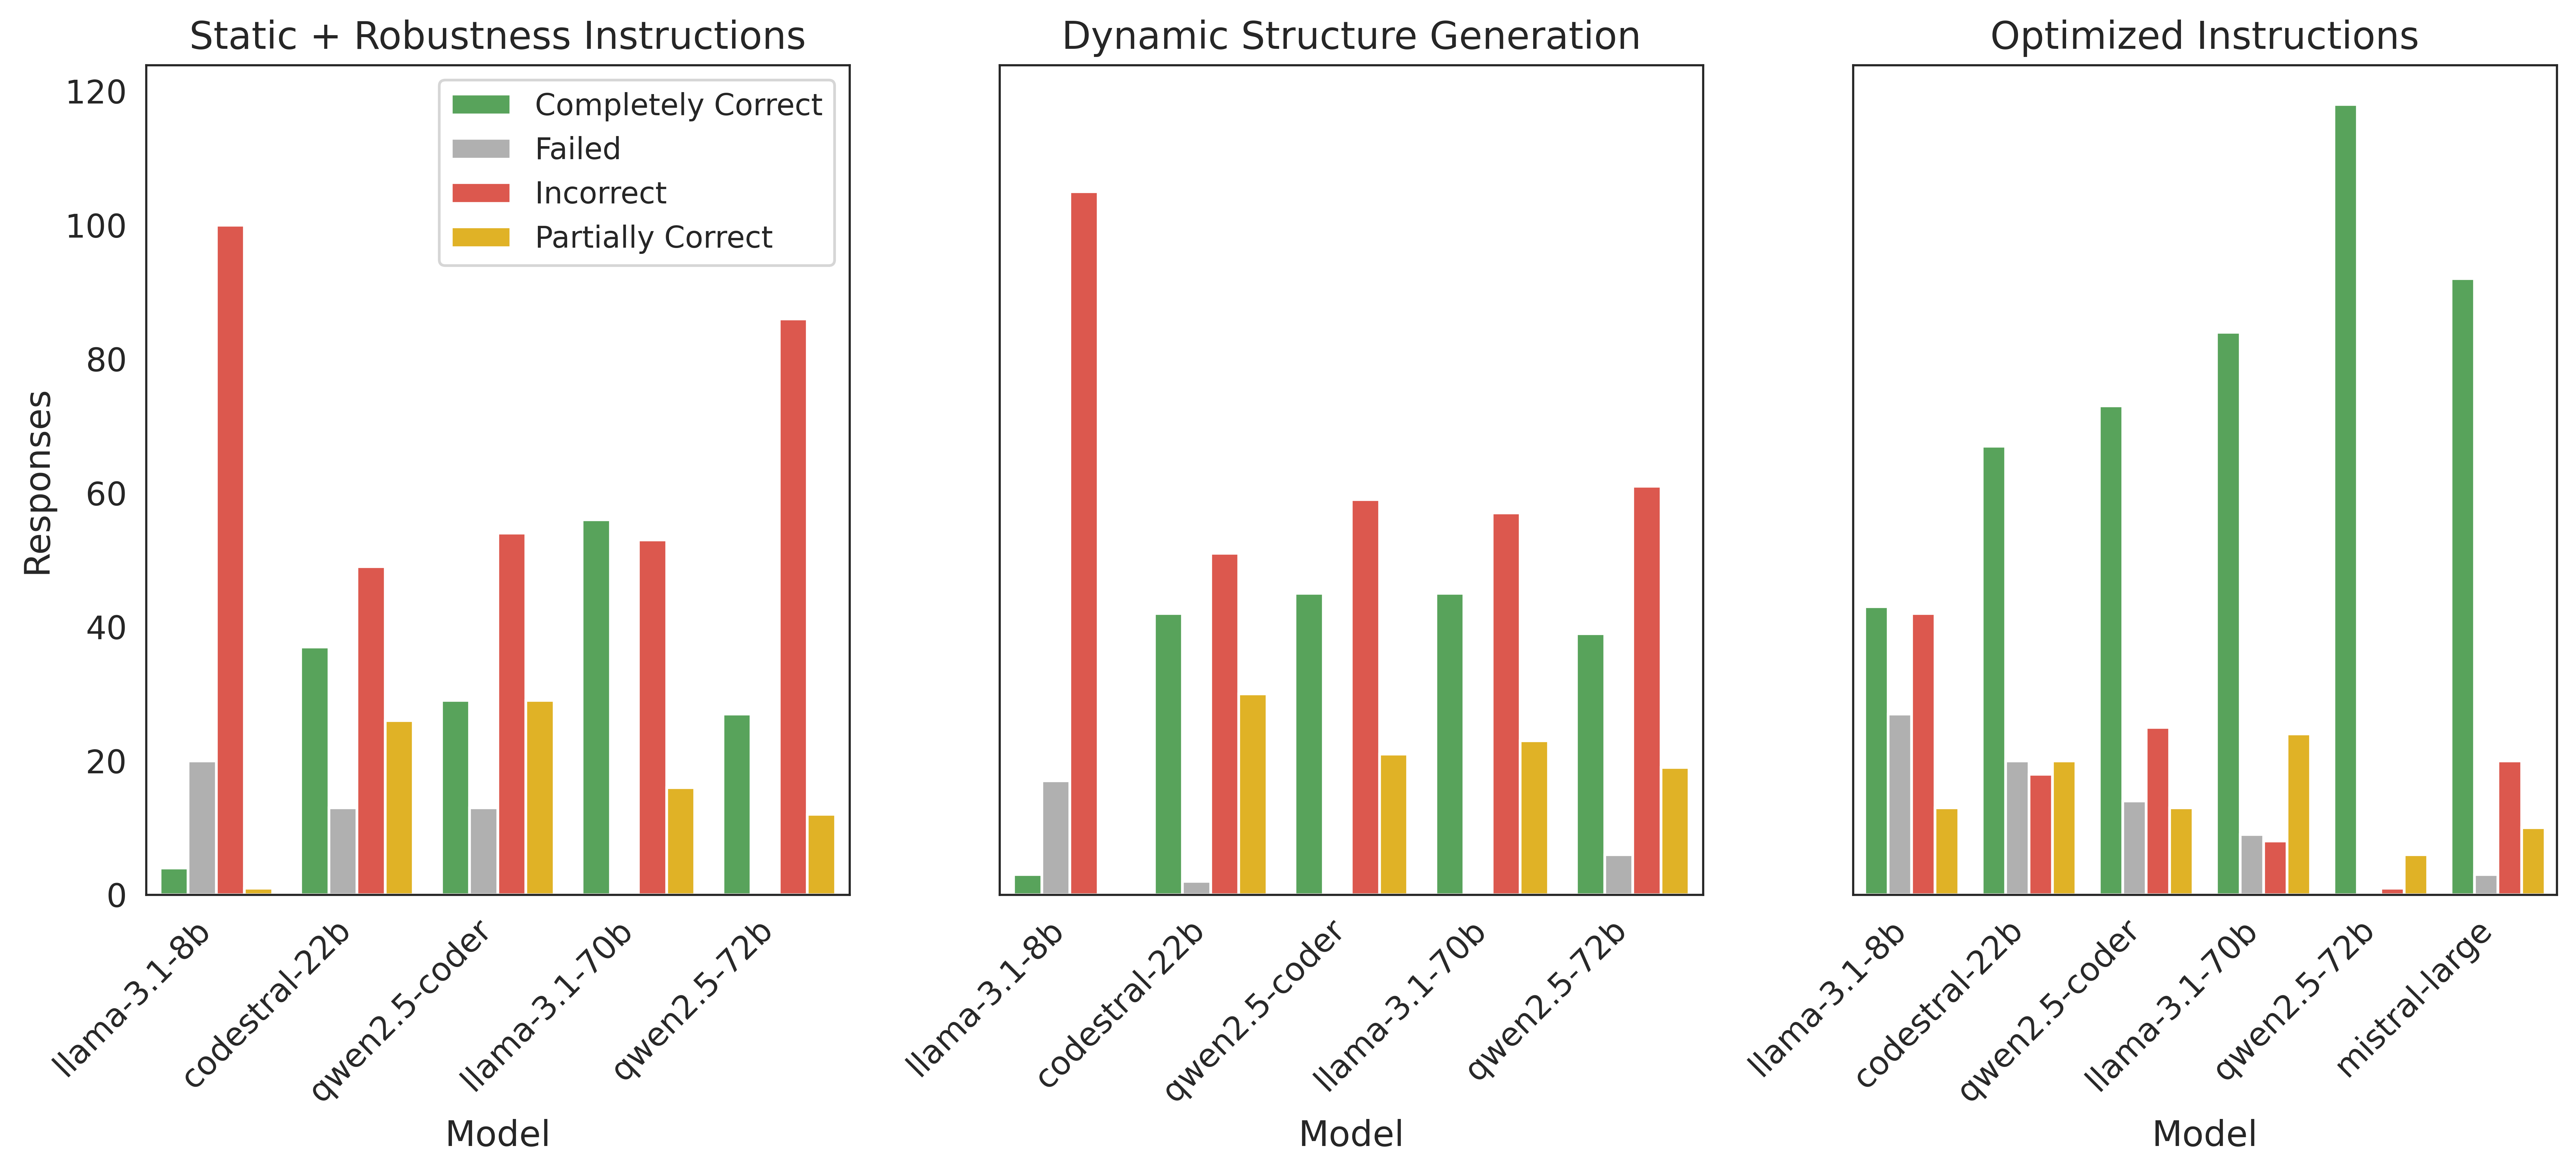 Static + Robustness Instructions
Dynamic Structure Generation
Optimized Instructions
Responses
120
100
80
60
40
20
0
Completely Correct
Failed
Incorrect
Partially Correct
llama-3.1-8b
codestral-22b
qwen2.5-coder
llama-3.1-70b
qwen2.5-72b
Model
llama-3.1-8b
codestral-22b
qwen2.5-coder
llama-3.1-70b
qwen2.5-72b
Model
llama-3.1-8b
codestral-22b
qwen2.5-coder
llama-3.1-70b
qwen2.5-72b
mistral-large
Model